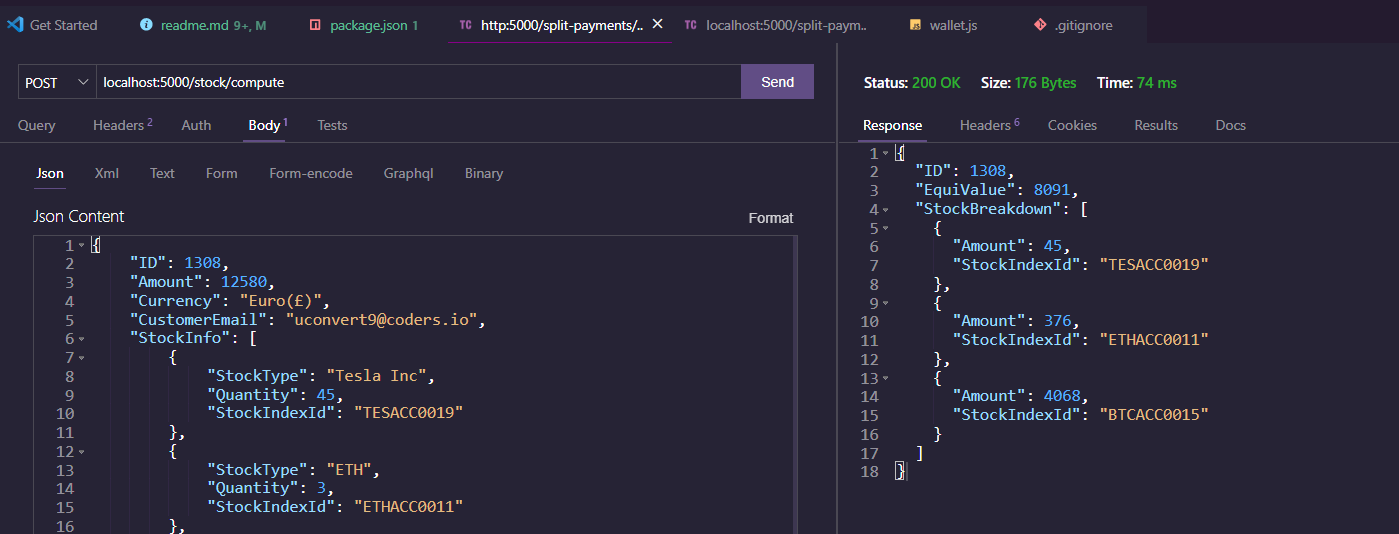 Get Started readme.md 9+, M package.json 1 TC http:5000/split-payments/.. TC localhost:5000/split-paym.. JS wallet.js .gitignore
POST localhost:5000/stock/compute Send
Query Headers 2 Auth Body 1 Tests
Json Xml Text Form Form-encode Graphql Binary
Json Content Format
1 {
2 "ID": 1308,
3 "Amount": 12580,
4 "Currency": "Euro(£)",
5 "CustomerEmail": "uconvert9@coders.io",
6 "StockInfo": [
7 {
8 "StockType": "Tesla Inc",
9 "Quantity": 45,
10 "StockIndexId": "TESACC0019"
11 },
12 {
13 "StockType": "ETH",
14 "Quantity": 3,
15 "StockIndexId": "ETHACC0011"
16 },
Status: 200 OK Size: 176 Bytes Time: 74 ms
Response Headers 6 Cookies Results Docs
1 {
2 "ID": 1308,
3 "EquiValue": 8091,
4 "StockBreakdown": [
5 {
6 "Amount": 45,
7 "StockIndexId": "TESACC0019"
8 },
9 {
10 "Amount": 376,
11 "StockIndexId": "ETHACC0011"
12 },
13 {
14 "Amount": 4068,
15 "StockIndexId": "BTCACC0015"
16 }
17 ]
18 }